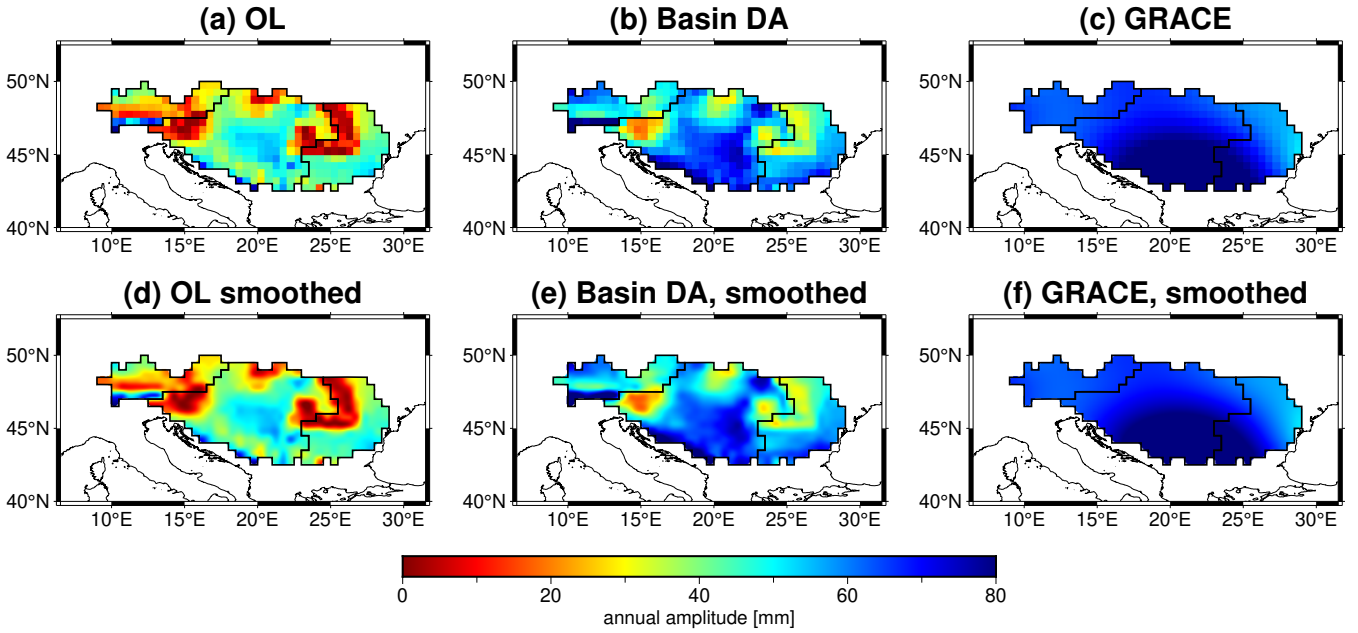 (a) OL (b) Basin DA (c) GRACE
50°N 50°N 50°N
45°N 45°N 45°N
40°N 40°N 40°N
10°E 15°E 20°E 25°E 30°E 10°E 15°E 20°E 25°E 30°E 10°E 15°E 20°E 25°E 30°E
(d) OL smoothed (e) Basin DA, smoothed (f) GRACE, smoothed
50°N 50°N 50°N
45°N 45°N 45°N
40°N 40°N 40°N
10°E 15°E 20°E 25°E 30°E 10°E 15°E 20°E 25°E 30°E 10°E 15°E 20°E 25°E 30°E
0 20 40 60 80
annual amplitude [mm]